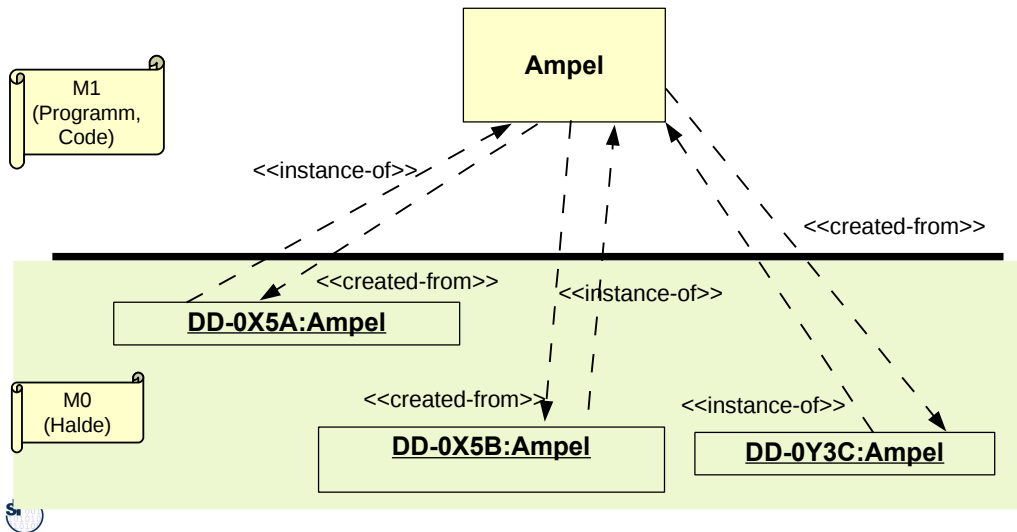 Ampel
M1
(Programm,
Code)
<<instance-of>>
<<created-from>>
<<created-from>>
<<instance-of>>
DD-0X5A:Ampel
M0
(Halde)
<<created-from>>
<<instance-of>>
DD-0X5B:Ampel
DD-0Y3C:Ampel